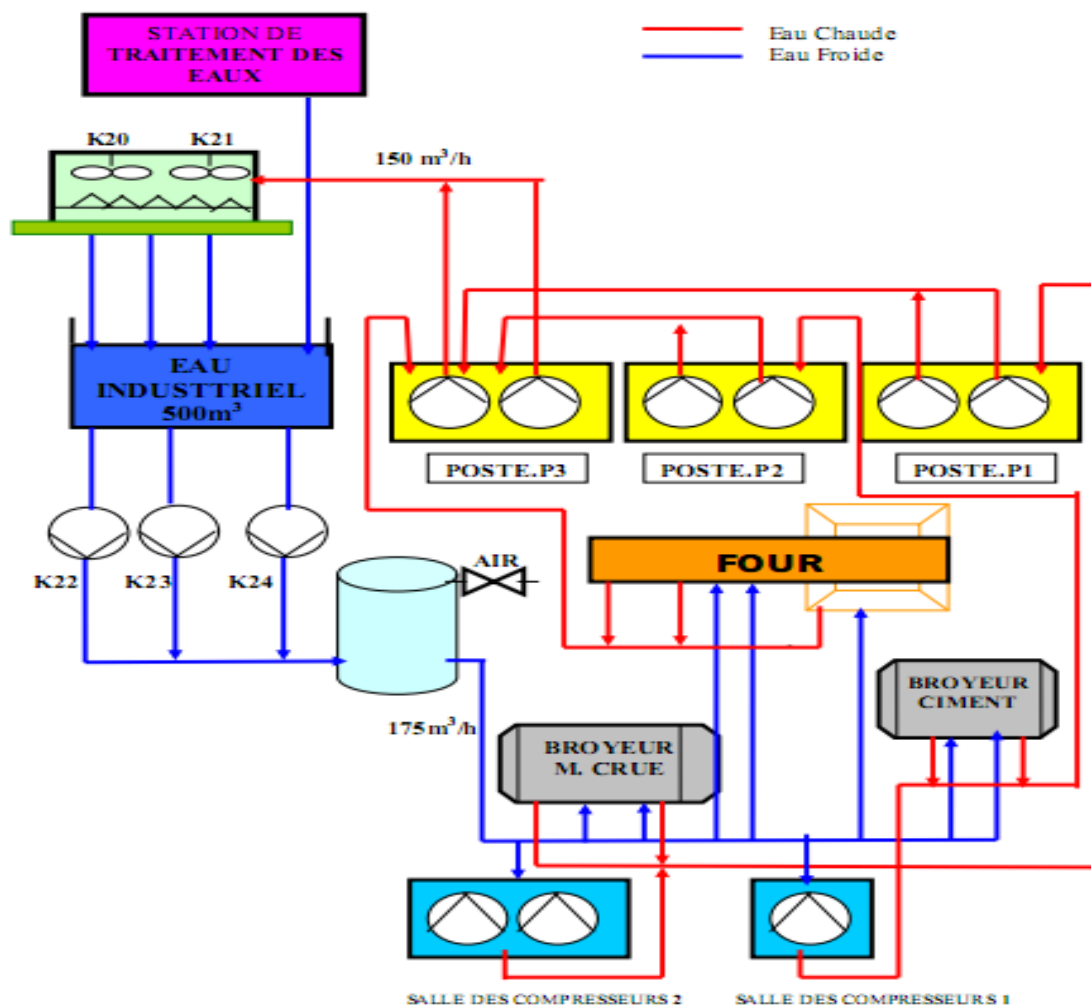 STATION DE
TRAITEMENT DES
EAUX
Eau Chaude
Eau Froide
K20
K21
150 m³/h
EAU
INDUSTTRIEL
500m³
POSTE.P3
POSTE.P2
POSTE.P1
K22
K23
K24
AIR
FOUR
175m³/h
BROYEUR
M. CRUE
BROYEUR
CIMENT
SALLE DES COMPRESSEURS 2
SALLE DES COMPRESSEURS 1